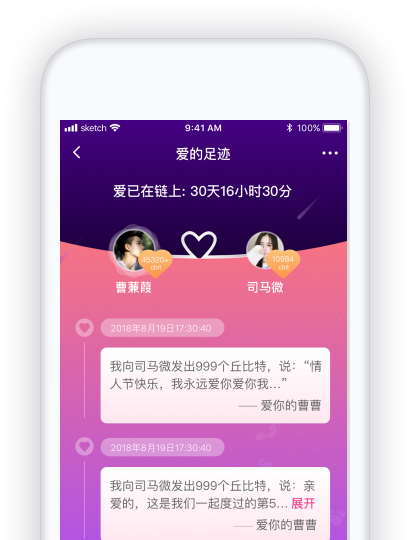 sketch 9:41 AM 100%
爱的足迹
爱已在链上: 30天16小时30分
45320+
cbit
10984
cbit
曹蒹葭 司马微
2018年8月19日17:30:40
我向司马微发出999个丘比特，说：“情
人节快乐，我永远爱你爱你我...”
—— 爱你的曹曹
2018年8月19日17:30:40
我向司马微发出999个丘比特，说：亲
爱的，这是我们一起度过的第5... 展开
—— 爱你的曹曹